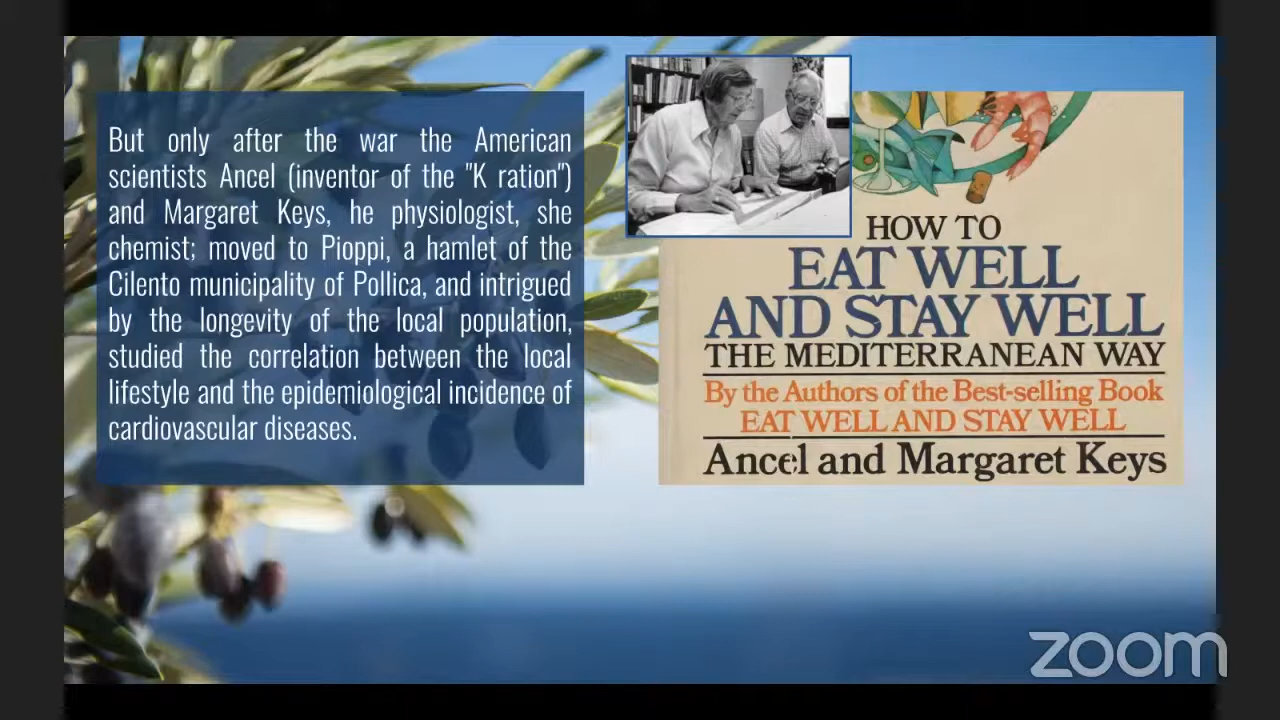 But only after the war the American
scientists Ancel (inventor of the "K ration")
and Margaret Keys, he physiologist, she
chemist; moved to Pioppi, a hamlet of the
Cilento municipality of Pollica, and intrigued
by the longevity of the local population,
studied the correlation between the local
lifestyle and the epidemiological incidence of
cardiovascular diseases.
HOW TO
EAT WELL
AND STAY WELL
THE MEDITERRANEAN WAY
By the Authors of the Best-selling Book
EAT WELL AND STAY WELL
Ancel and Margaret Keys
zoom